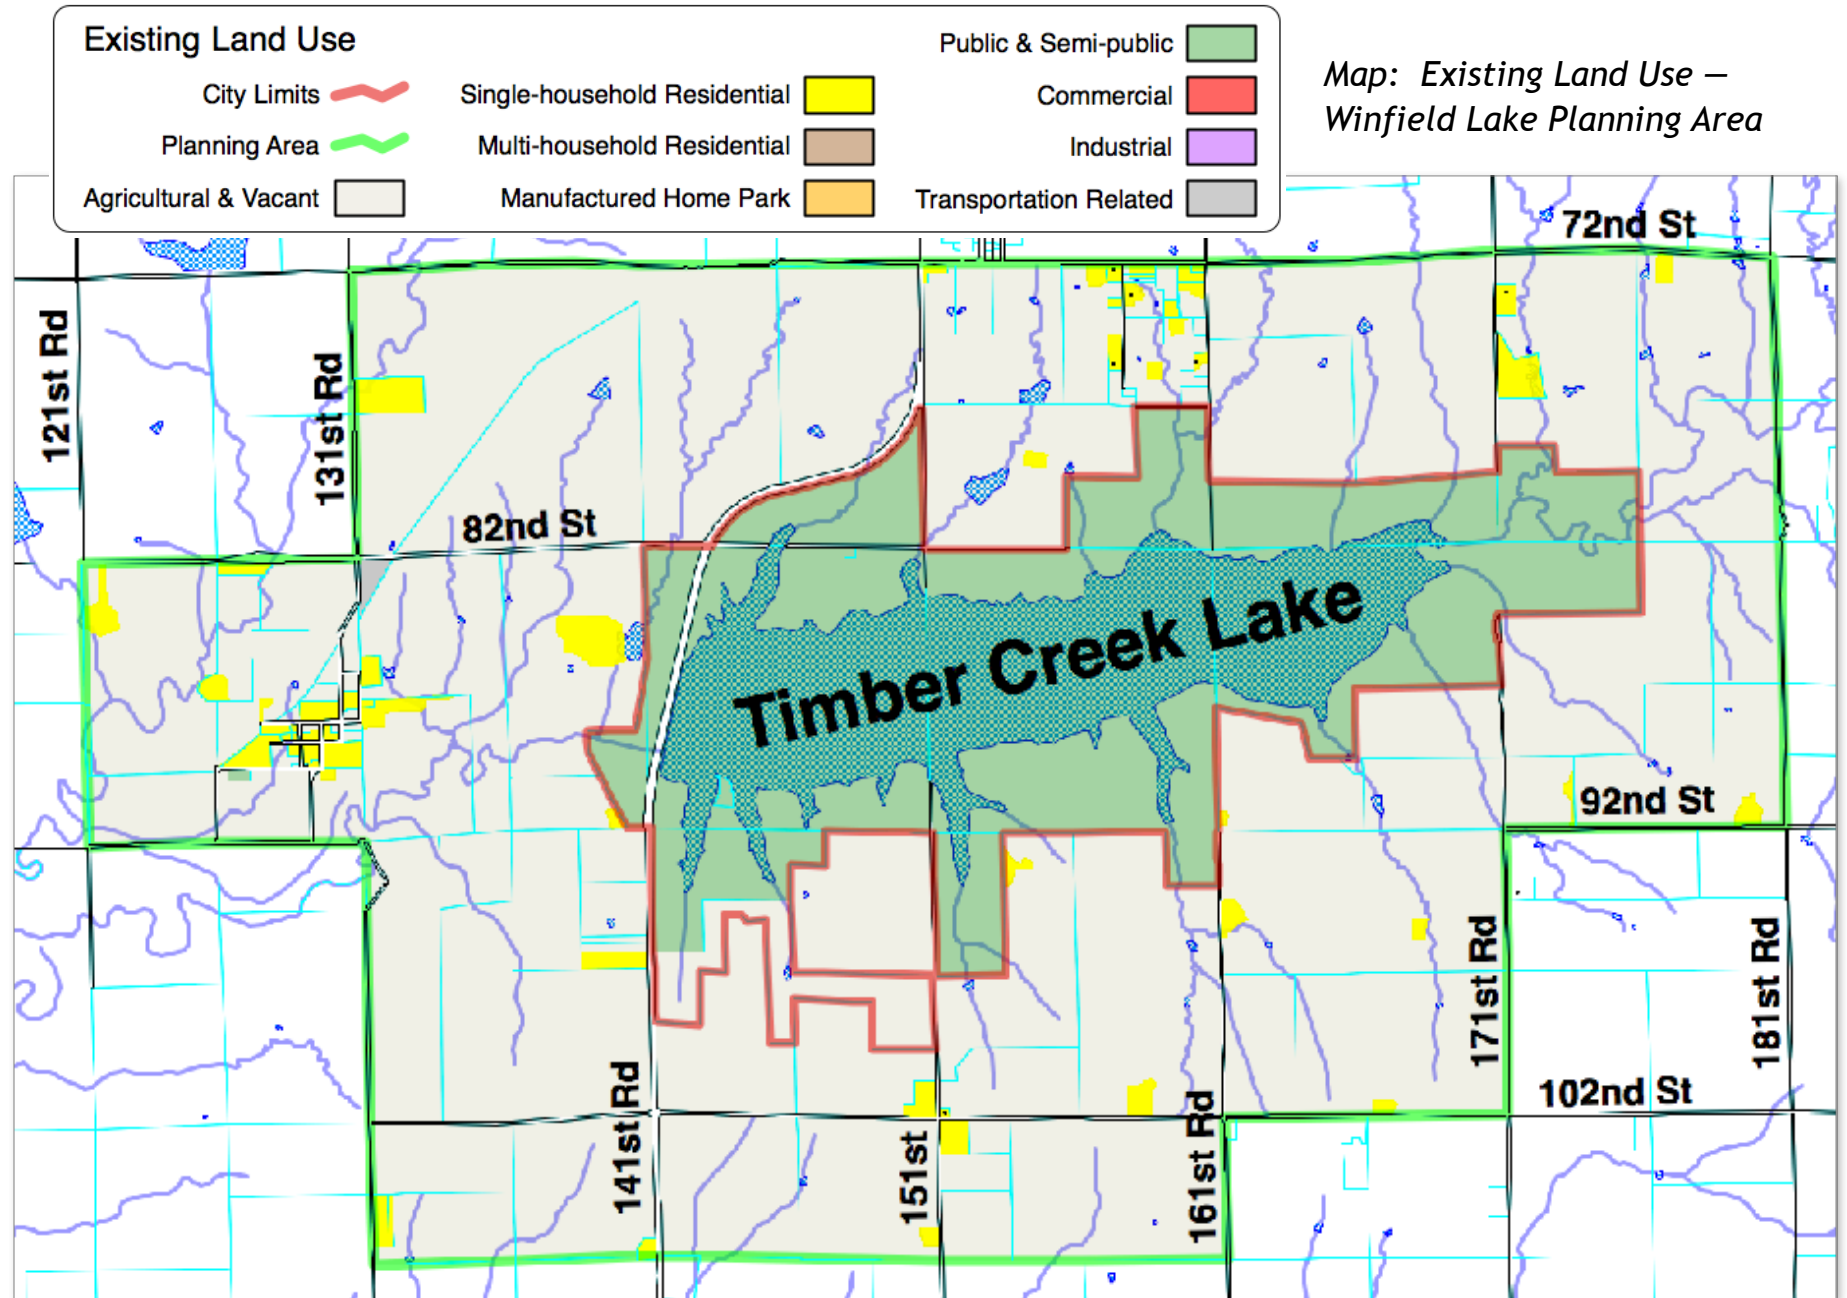 Existing Land Use
City Limits
Planning Area
Agricultural & Vacant
Single-household Residential
Multi-household Residential
Manufactured Home Park
Public & Semi-public
Commercial
Industrial
Transportation Related
Map: Existing Land Use —
Winfield Lake Planning Area
72nd St
121st Rd
131st Rd
82nd St
Timber Creek Lake
92nd St
171st Rd
181st Rd
102nd St
141st Rd
151st
161st Rd